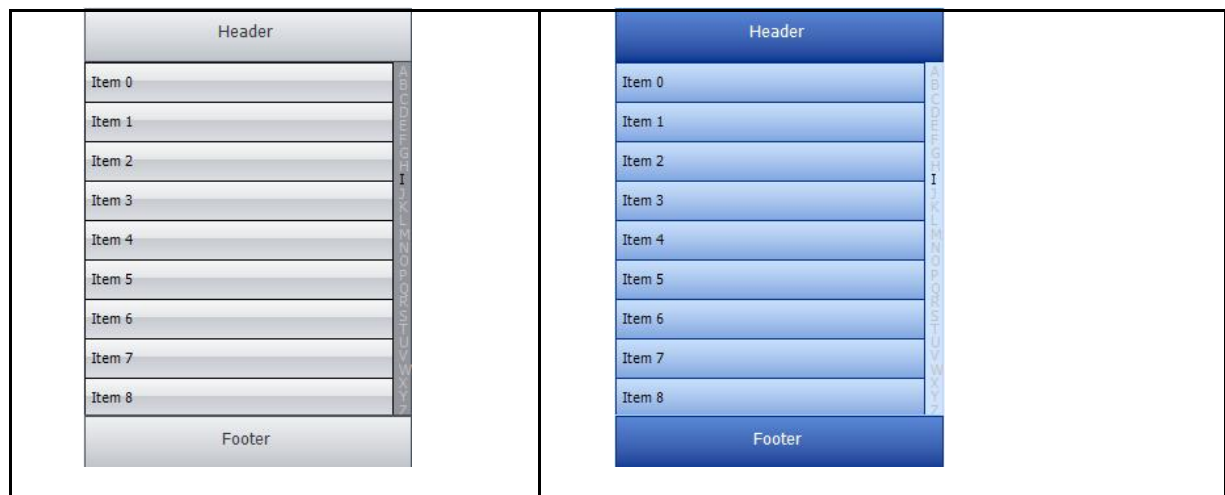 Header
Item 0
Item 1
Item 2
Item 3
Item 4
Item 5
Item 6
Item 7
Item 8
A
B
C
D
E
F
G
H
I
J
K
L
M
N
O
P
Q
R
S
T
U
V
W
X
Y
Z
Footer
Header
Item 0
Item 1
Item 2
Item 3
Item 4
Item 5
Item 6
Item 7
Item 8
A
B
C
D
E
F
G
H
I
J
K
L
M
N
O
P
Q
R
S
T
U
V
W
X
Y
Z
Footer